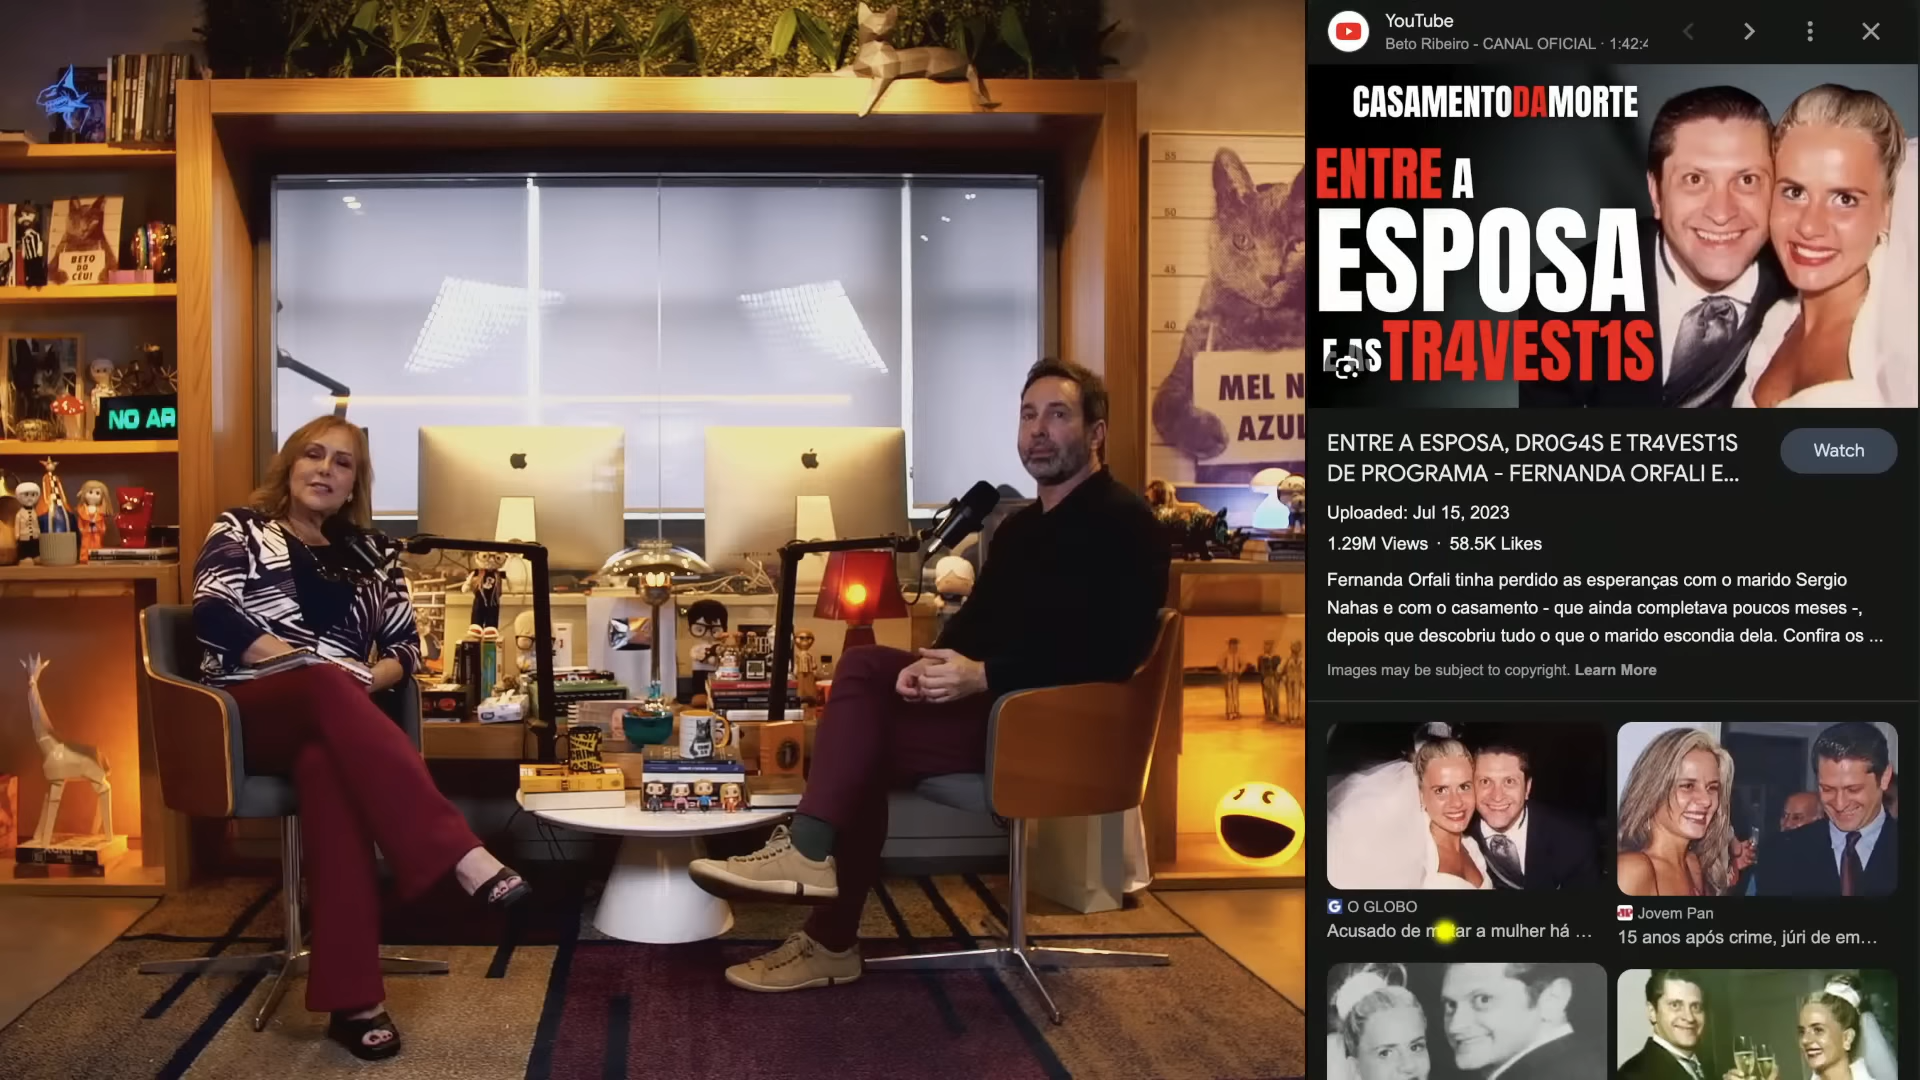 BETO
DO
CÉU!
NO AR
55
50
45
40
MEL N
AZUL
YouTube
Beto Ribeiro - CANAL OFICIAL · 1:42:4
CASAMENTODAMORTE
ENTRE A
ESPOSA
E AS TR4VEST1S
ENTRE A ESPOSA, DR0G4S E TR4VEST1S
DE PROGRAMA - FERNANDA ORFALI E...
Watch
Uploaded: Jul 15, 2023
1.29M Views · 58.5K Likes
Fernanda Orfali tinha perdido as esperanças com o marido Sergio
Nahas e com o casamento - que ainda completava poucos meses -,
depois que descobriu tudo o que o marido escondia dela. Confira os ...
Images may be subject to copyright. Learn More
G O GLOBO
Acusado de matar a mulher há ...
Jovem Pan
15 anos após crime, júri de em...